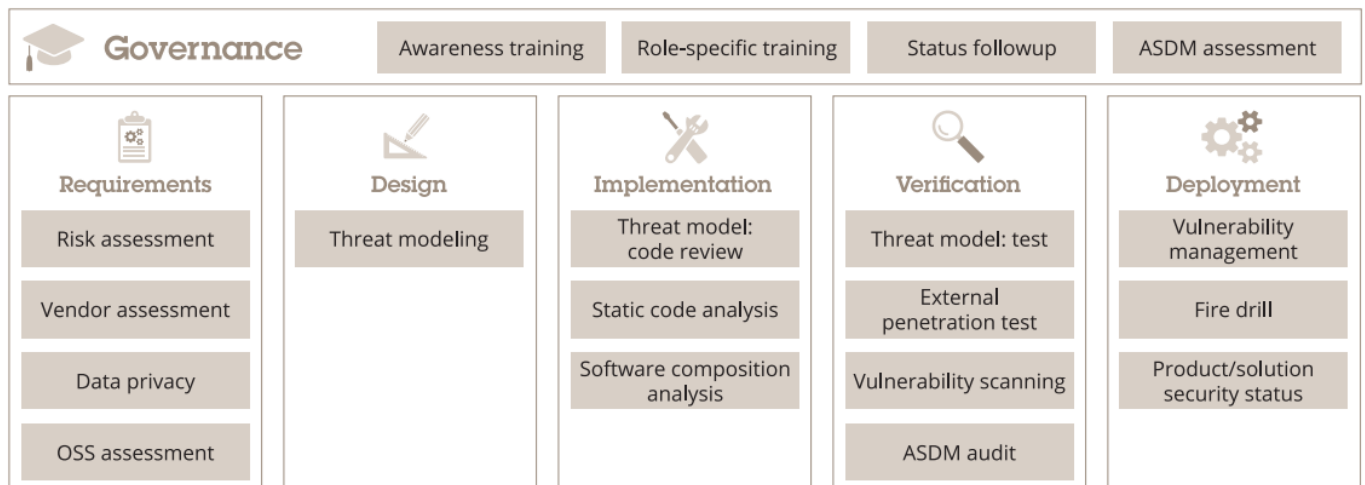 Governance
Awareness training
Role-specific training
Status followup
ASDM assessment
Requirements
Risk assessment
Vendor assessment
Data privacy
OSS assessment
Design
Threat modeling
Implementation
Threat model:
code review
Static code analysis
Software composition
analysis
Verification
Threat model: test
External
penetration test
Vulnerability scanning
ASDM audit
Deployment
Vulnerability
management
Fire drill
Product/solution
security status